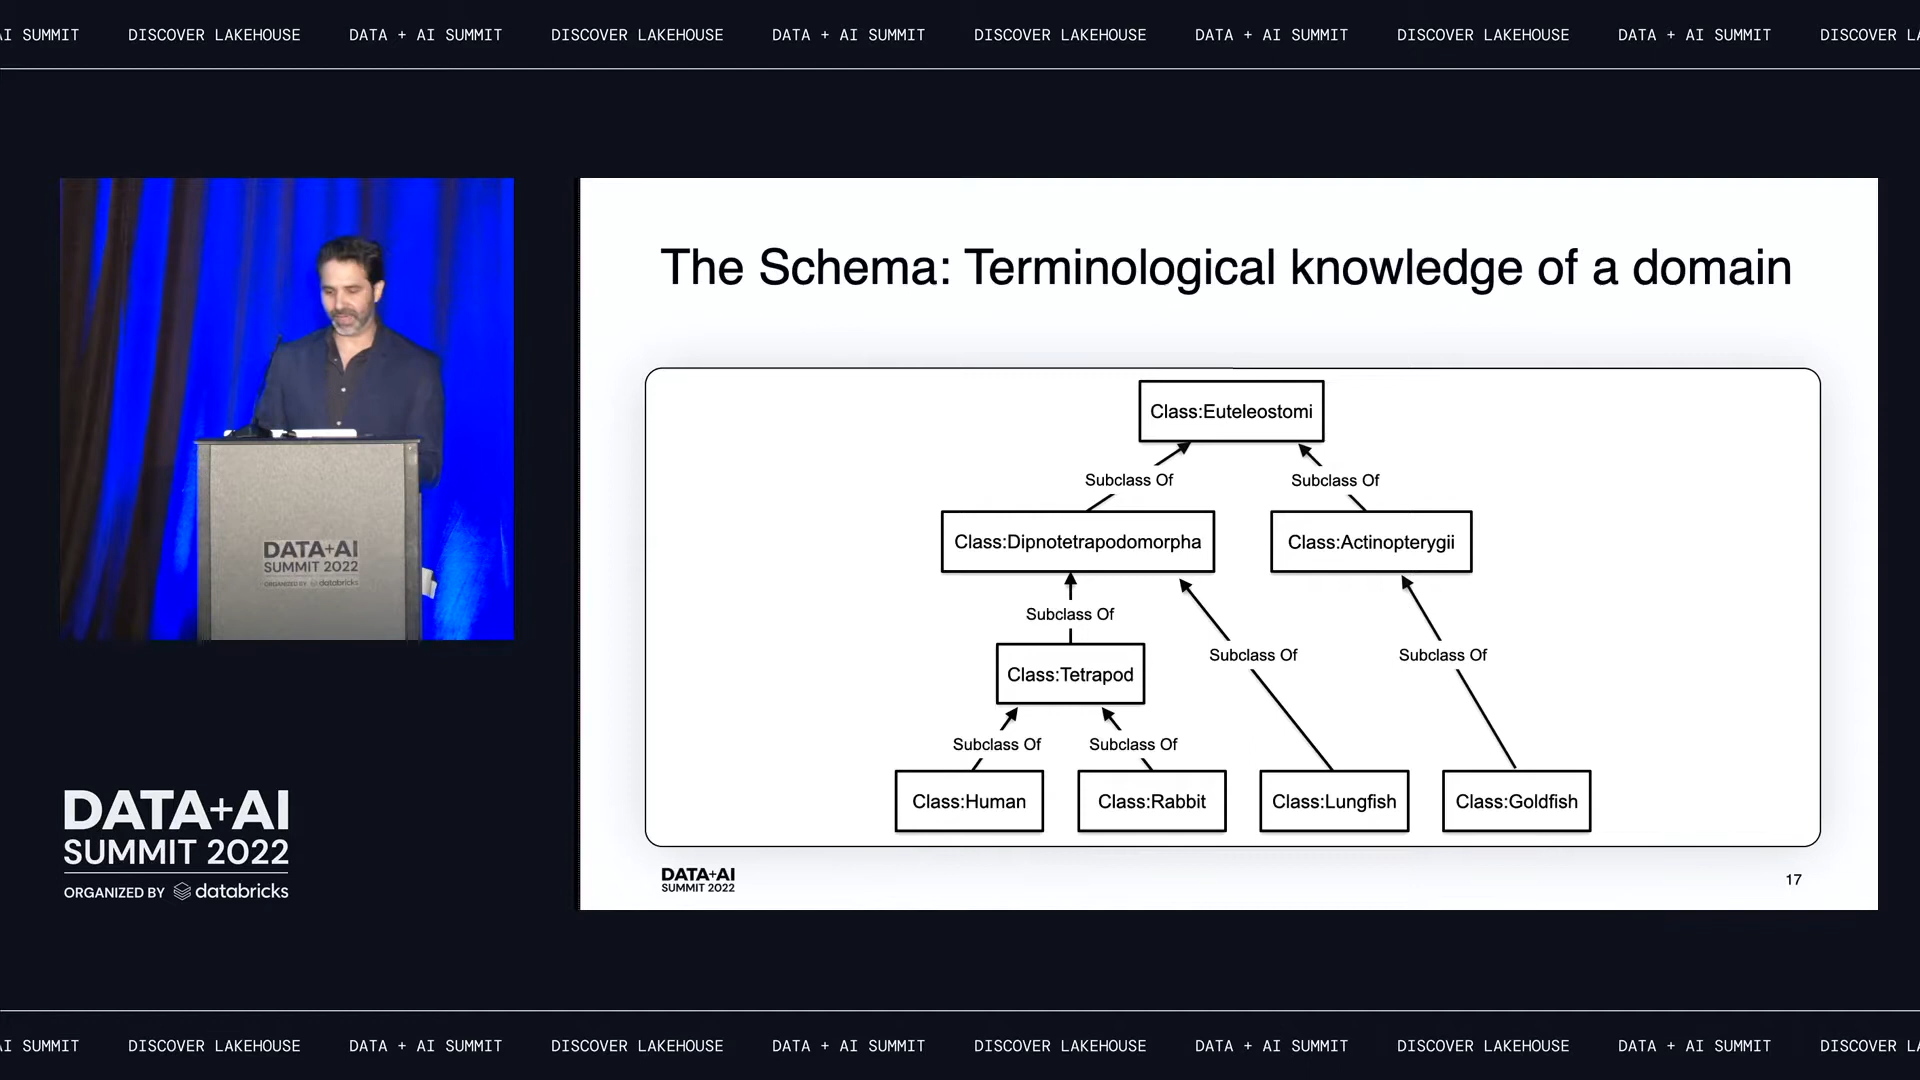 AI SUMMIT DISCOVER LAKEHOUSE DATA + AI SUMMIT DISCOVER LAKEHOUSE DATA + AI SUMMIT DISCOVER LAKEHOUSE DATA + AI SUMMIT DISCOVER LAKEHOUSE DATA + AI SUMMIT DISCOVER LA
The Schema: Terminological knowledge of a domain
Class:Euteleostomi
Subclass Of Subclass Of
Class:Dipnotetrapodomorpha Class:Actinopterygii
Subclass Of
Subclass Of Subclass Of
Class:Tetrapod
Subclass Of Subclass Of
Class:Human Class:Rabbit Class:Lungfish Class:Goldfish
DATA+AI
SUMMIT 2022
17
DATA+AI
SUMMIT 2022
ORGANIZED BY databricks
DATA+AI
SUMMIT 2022
ORGANIZED BY databricks
AI SUMMIT DISCOVER LAKEHOUSE DATA + AI SUMMIT DISCOVER LAKEHOUSE DATA + AI SUMMIT DISCOVER LAKEHOUSE DATA + AI SUMMIT DISCOVER LAKEHOUSE DATA + AI SUMMIT DISCOVER LA